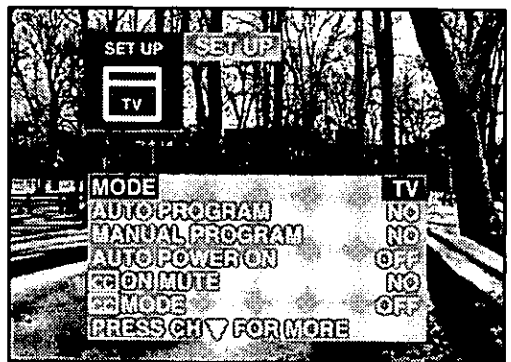 SET UP
SET UP
TV
MODE TV
AUTO PROGRAM NO
MANUAL PROGRAM NO
AUTO POWER ON OFF
CC ON MUTE NO
CC MODE OFF
PRESS CH ▽ FOR MORE